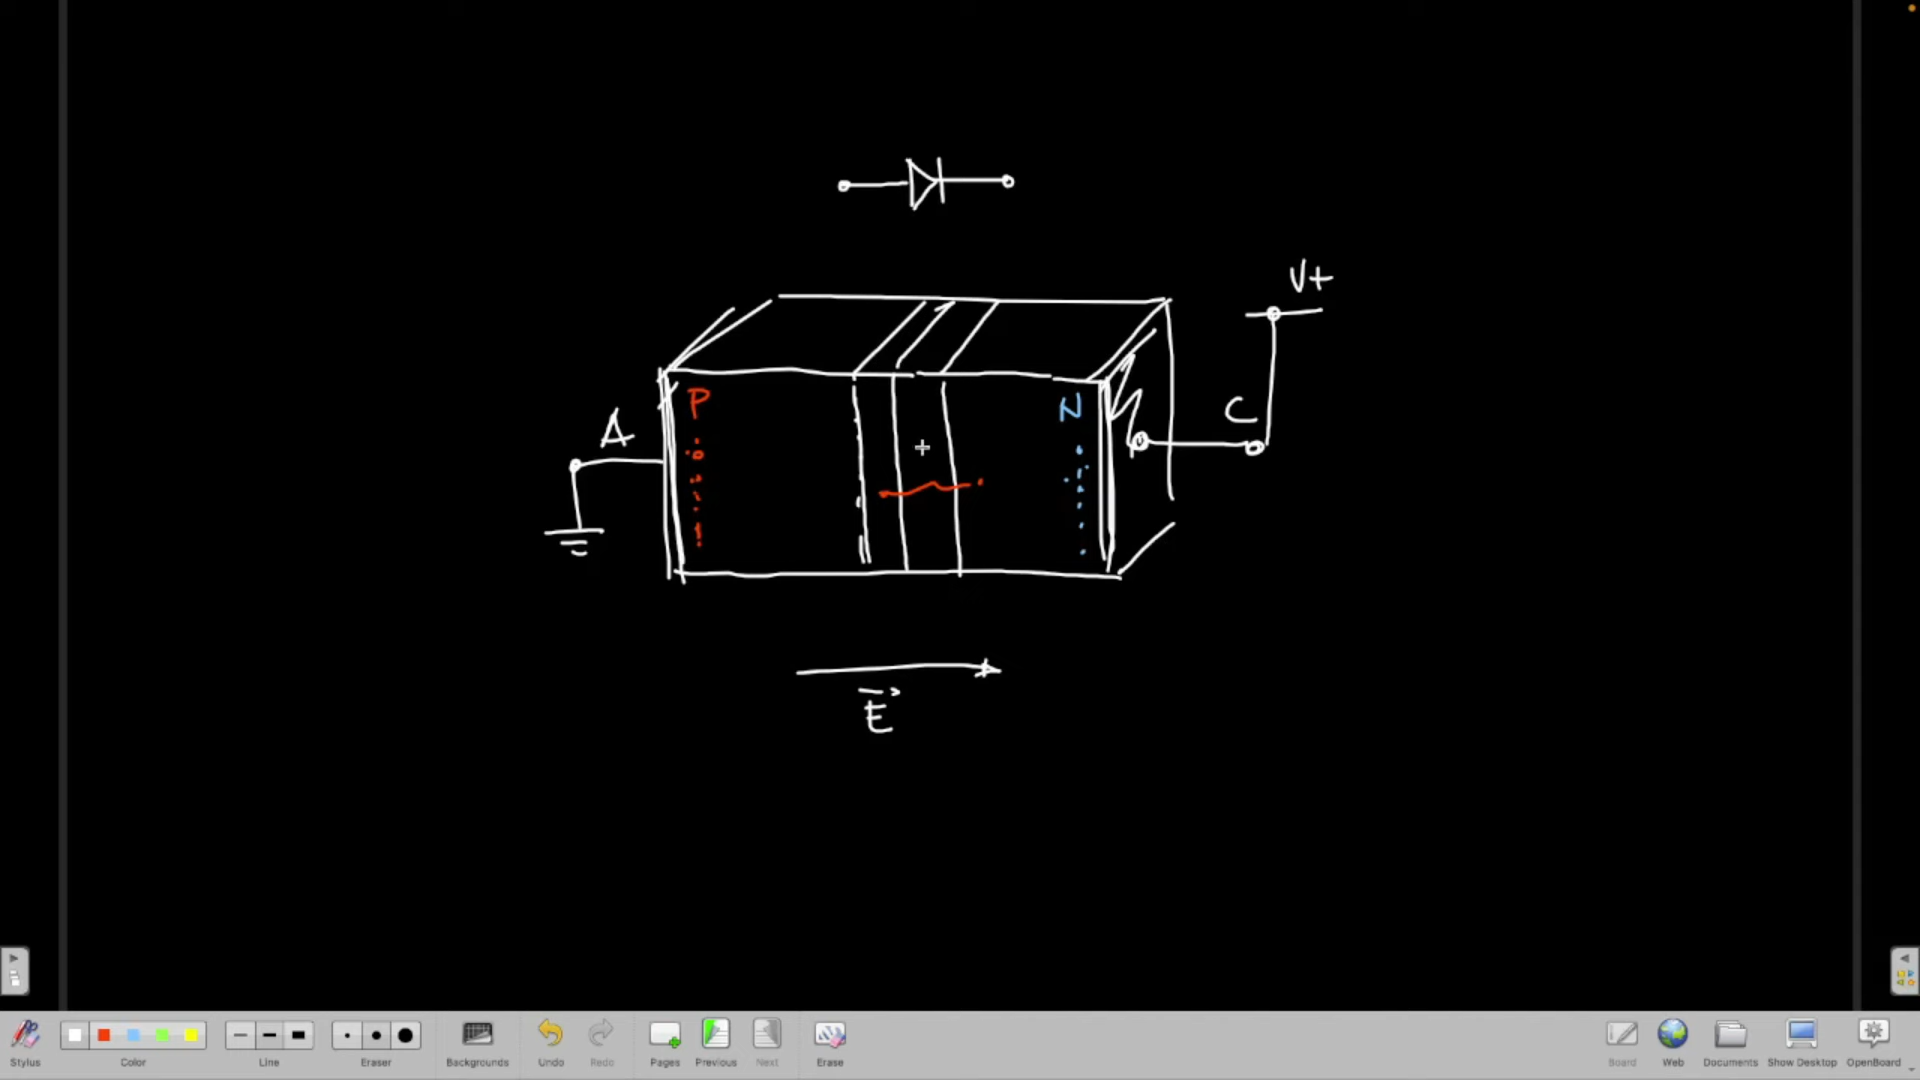 V+
P
N
C
A
E
Stylus
Color
Line
Eraser
Backgrounds
Undo
Redo
Pages
Previous
Next
Erase
Board
Web
Documents
Show Desktop
OpenBoard